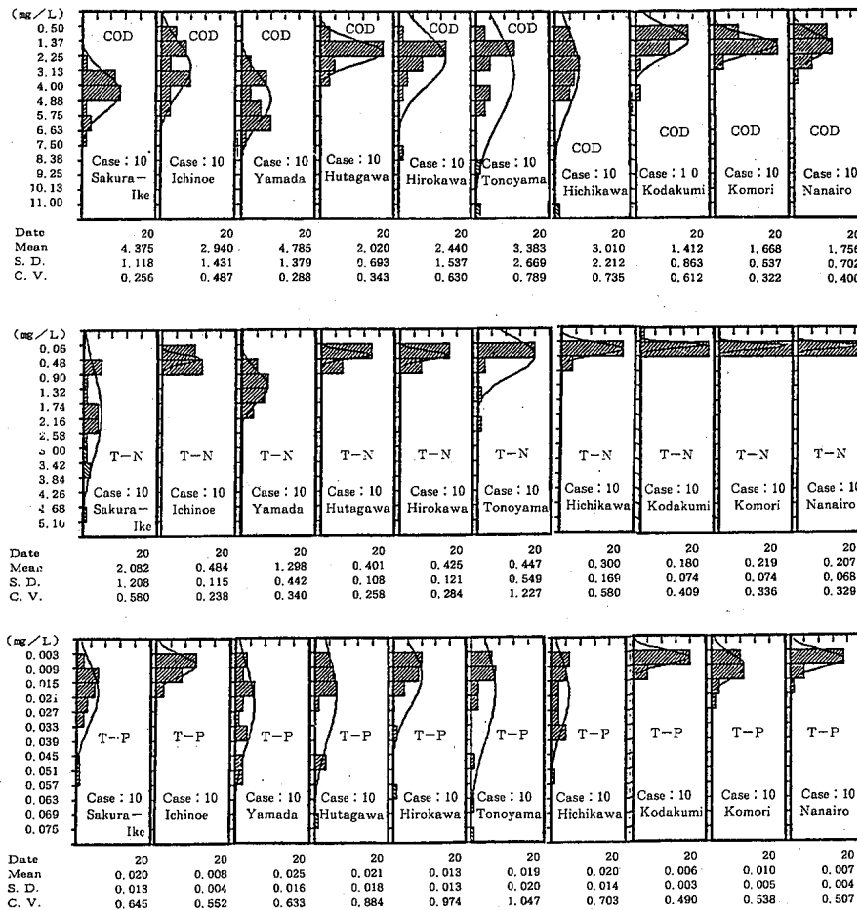 (mg/L)
COD COD COD COD COD COD COD COD COD COD
0.50
1.37
2.25
3.13
4.00
4.88
5.75
6.63
7.50
8.38
9.25
10.13
11.00
Case : 10 Sakura-Ike
Case : 10 Ichinoe
Case : 10 Yamada
Case : 10 Hutagawa
Case : 10 Hirokawa
Case : 10 Tonoyama
Case : 10 Hichikawa
Case : 1 0 Kodakumi
Case : 10 Komori
Case : 10 Nanairo
Date 20 20 20 20 20 20 20 20 20 20
Mean 4.375 2.940 4.785 2.020 2.440 3.383 3.010 1.412 1.668 1.756
S. D. 1.118 1.431 1.379 0.693 1.537 2.669 2.212 0.863 0.537 0.702
C. V. 0.256 0.487 0.288 0.343 0.630 0.789 0.735 0.612 0.322 0.400
(mg/L)
0.06
0.48
0.90
1.32
1.74
2.16
2.58
3.42
3.84
4.26
4.68
5.10
T-N T-N T-N T-N T-N T-N T-N T-N T-N T-N
Case : 10 Sakura-Ike
Case : 10 Ichinoe
Case : 10 Yamada
Case : 10 Hutagawa
Case : 10 Hirokawa
Case : 10 Tonoyama
Case : 10 Hichikawa
Case : 10 Kodakumi
Case : 10 Komori
Case : 10 Nanairo
Date 20 20 20 20 20 20 20 20 20 20
Mean 2.082 0.484 1.298 0.401 0.425 0.447 0.300 0.180 0.219 0.207
S. D. 1.208 0.115 0.442 0.108 0.121 0.549 0.169 0.074 0.074 0.068
C. V. 0.580 0.238 0.340 0.258 0.284 1.227 0.580 0.409 0.336 0.329
(mg/L)
0.003
0.009
0.015
0.021
0.027
0.033
0.039
0.045
0.051
0.057
0.063
0.069
0.075
T-P T-P T-P T-P T-P T-P T-P T-P T-P T-P
Case : 10 Sakura-Ike
Case : 10 Ichinoe
Case : 10 Yamada
Case : 10 Hutagawa
Case : 10 Hirokawa
Case : 10 Tonoyama
Case : 10 Hichikawa
Case : 10 Kodakumi
Case : 10 Komori
Case : 10 Nanairo
Date 20 20 20 20 20 20 20 20 20 20
Mean 0.020 0.008 0.025 0.021 0.013 0.019 0.020 0.006 0.010 0.007
S. D. 0.013 0.004 0.016 0.018 0.013 0.020 0.014 0.003 0.005 0.004
C. V. 0.645 0.552 0.633 0.884 0.974 1.047 0.703 0.490 0.538 0.507